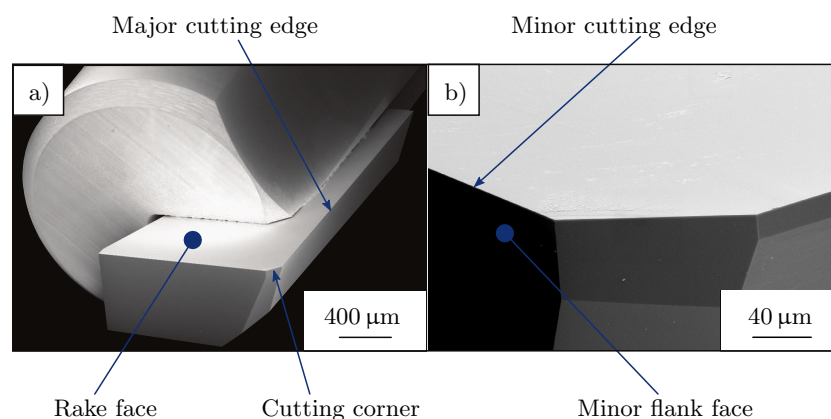 Major cutting edge
Minor cutting edge
a)
b)
400 µm
40 µm
Rake face
Cutting corner
Minor flank face